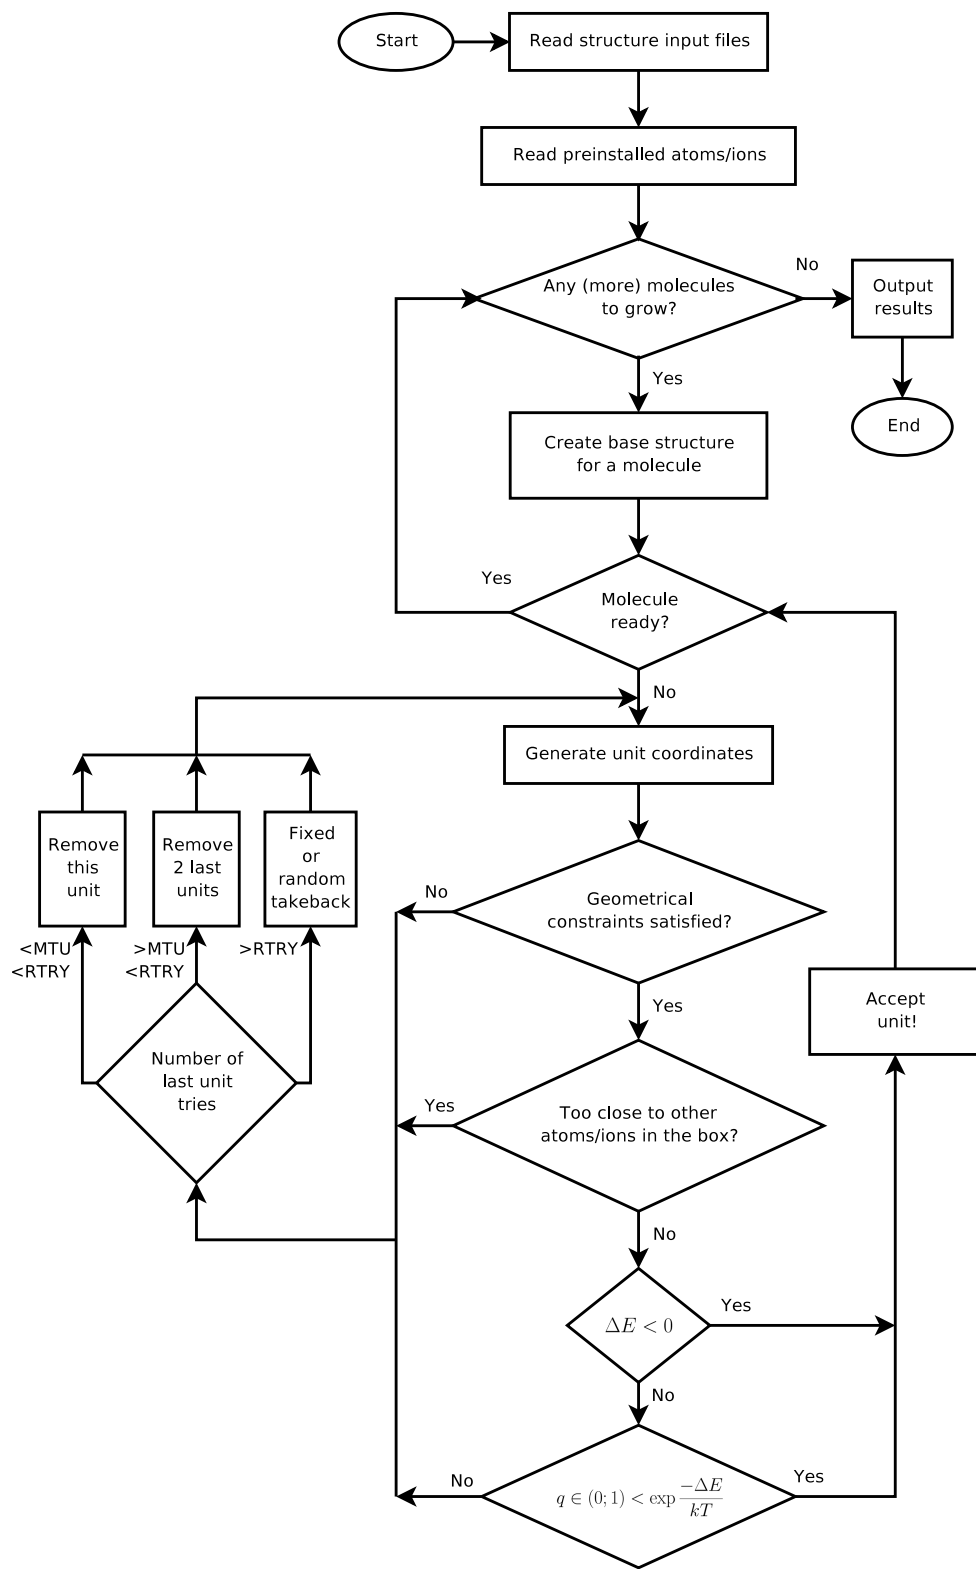 Start
Read structure input files
Read preinstalled atoms/ions
Any (more) molecules
to grow?
No
Output
results
End
Yes
Create base structure
for a molecule
Yes
Molecule
ready?
No
Generate unit coordinates
Remove
this
unit
Remove
2 last
units
Fixed
or
random
takeback
<MTU
<RTRY
>MTU
<RTRY
>RTRY
Number of
last unit
tries
No
Geometrical
constraints satisfied?
Yes
Accept
unit!
Yes
Too close to other
atoms/ions in the box?
No
ΔE < 0
Yes
No
No
q ∈ (0; 1) < exp −ΔE/kT
Yes